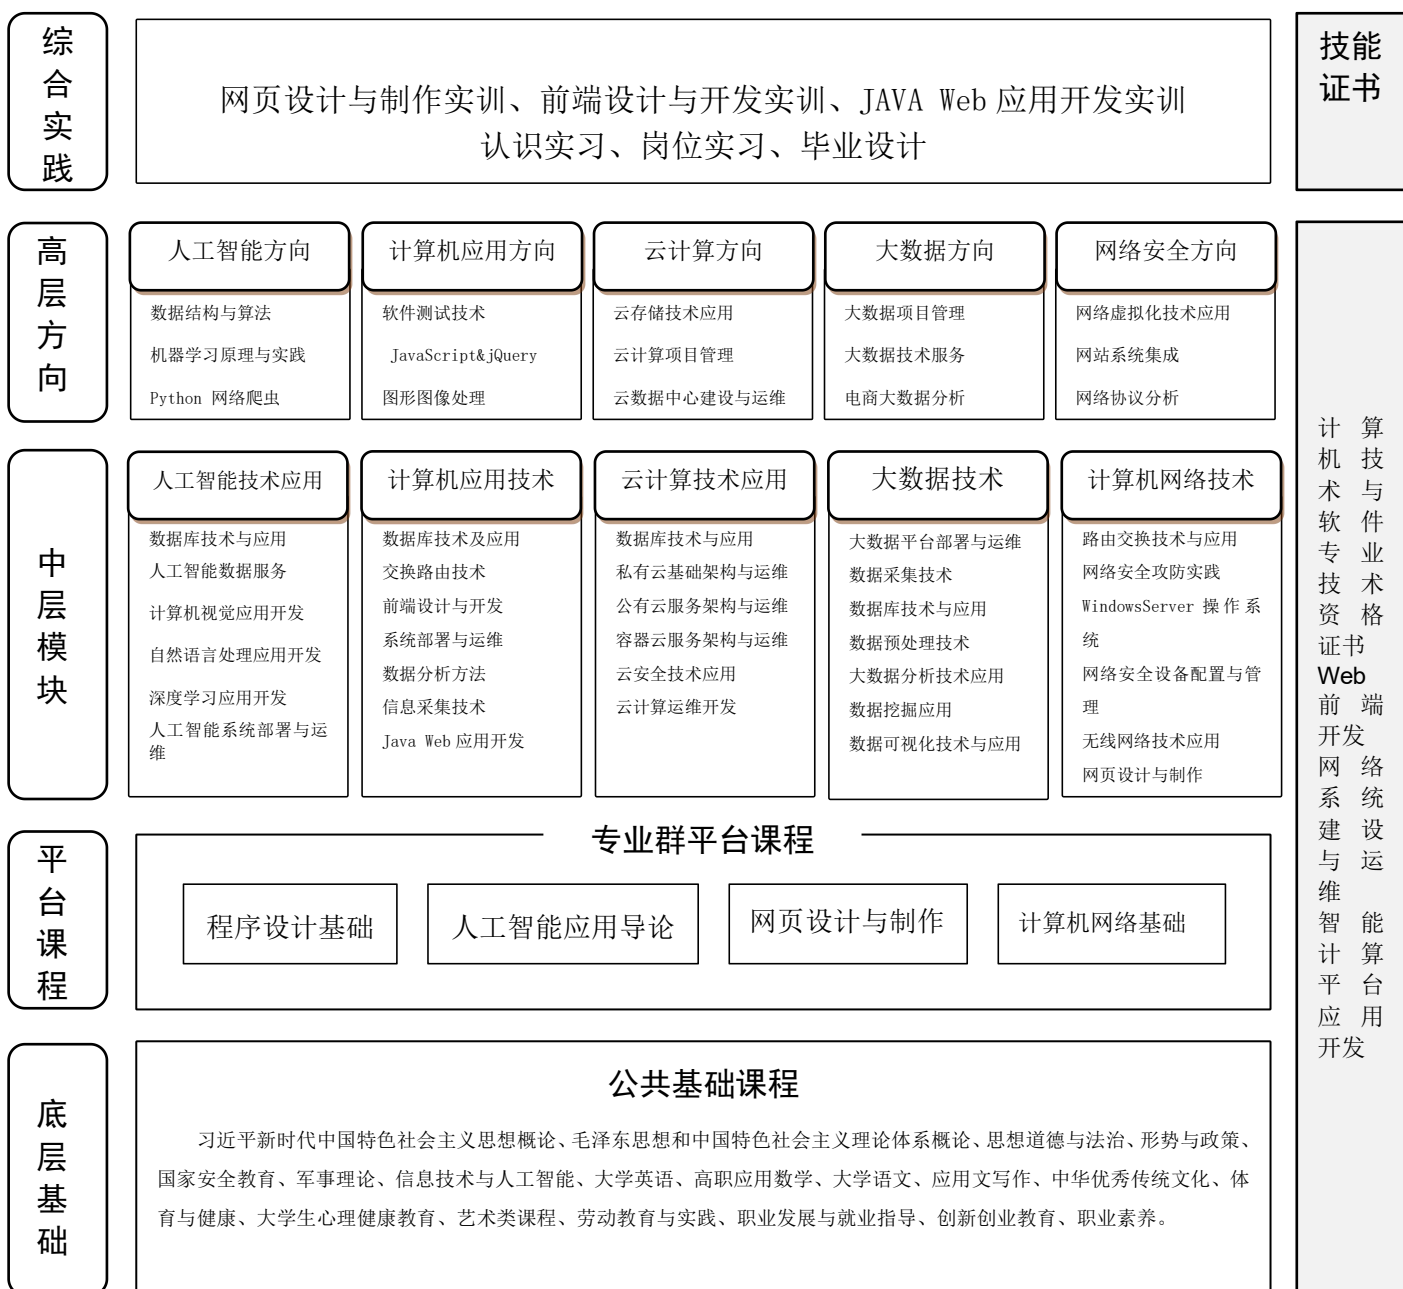 综
合
实
践
网页设计与制作实训、前端设计与开发实训、JAVA Web 应用开发实训
认识实习、岗位实习、毕业设计
技能
证书
高
层
方
向
人工智能方向
数据结构与算法
机器学习原理与实践
Python 网络爬虫
计算机应用方向
软件测试技术
JavaScript&jQuery
图形图像处理
云计算方向
云存储技术应用
云计算项目管理
云数据中心建设与运维
大数据方向
大数据项目管理
大数据技术服务
电商大数据分析
网络安全方向
网络虚拟化技术应用
网站系统集成
网络协议分析
中
层
模
块
人工智能技术应用
数据库技术与应用
人工智能数据服务
计算机视觉应用开发
自然语言处理应用开发
深度学习应用开发
人工智能系统部署与运
维
计算机应用技术
数据库技术及应用
交换路由技术
前端设计与开发
系统部署与运维
数据分析方法
信息采集技术
Java Web 应用开发
云计算技术应用
数据库技术与应用
私有云基础架构与运维
公有云服务架构与运维
容器云服务架构与运维
云安全技术应用
云计算运维开发
大数据技术
大数据平台部署与运维
数据采集技术
数据库技术与应用
数据预处理技术
大数据分析技术应用
数据挖掘应用
数据可视化技术与应用
计算机网络技术
路由交换技术与应用
网络安全攻防实践
WindowsServer 操作系
统
网络安全设备配置与管
理
无线网络技术应用
网页设计与制作
平
台
课
程
专业群平台课程
程序设计基础
人工智能应用导论
网页设计与制作
计算机网络基础
底
层
基
础
公共基础课程
习近平新时代中国特色社会主义思想概论、毛泽东思想和中国特色社会主义理论体系概论、思想道德与法治、形势与政策、
国家安全教育、军事理论、信息技术与人工智能、大学英语、高职应用数学、大学语文、应用文写作、中华优秀传统文化、体
育与健康、大学生心理健康教育、艺术类课程、劳动教育与实践、职业发展与就业指导、创新创业教育、职业素养。
计 算
机 技
术 与
软 件
专 业
技 术
资 格
证书
Web
前 端
开发
网 络
系 统
建 设
与 运
维
智 能
计 算
平 台
应 用
开发